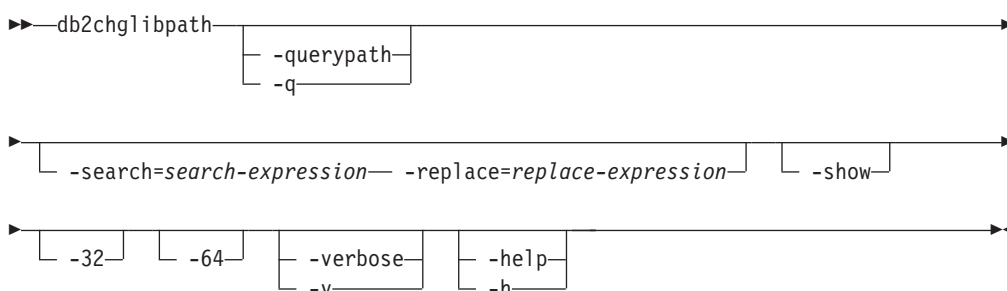 db2chglibpath
-querypath
-q
-search=search-expression -replace=replace-expression -show
-32 -64 -verbose -help
-v -h